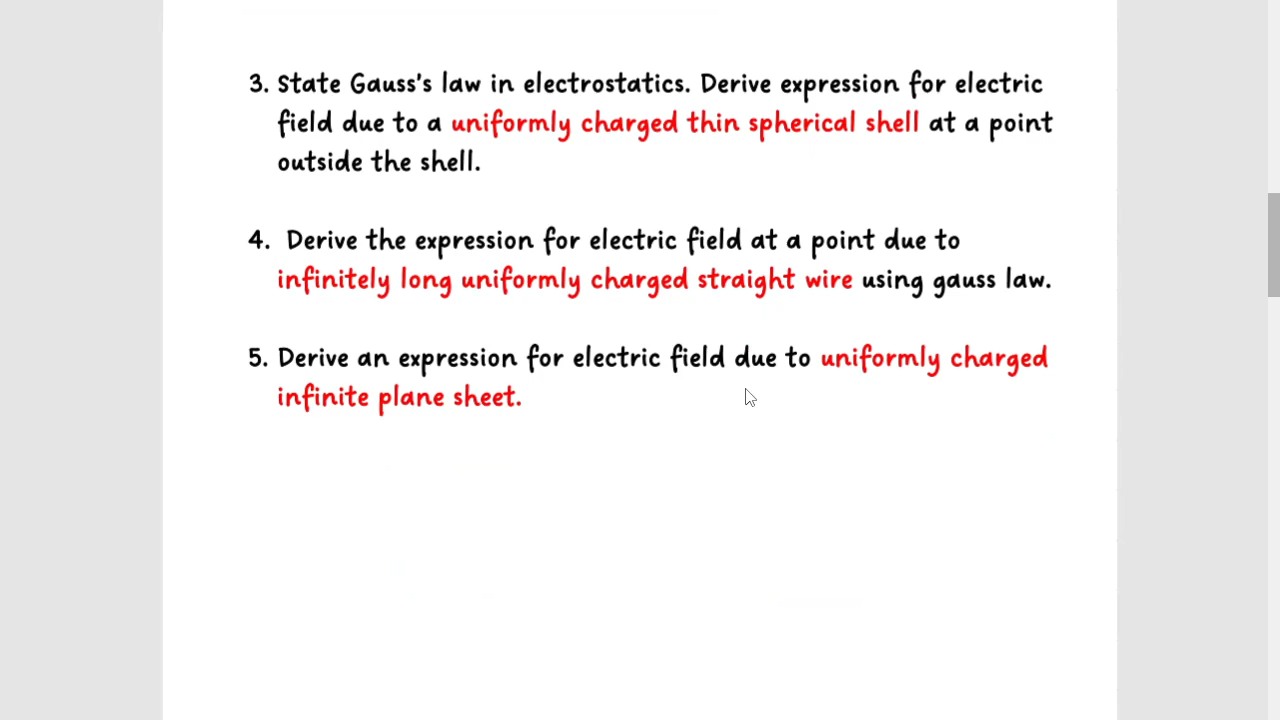 3. State Gauss's law in electrostatics. Derive expression for electric
field due to a uniformly charged thin spherical shell at a point
outside the shell.
4. Derive the expression for electric field at a point due to
infinitely long uniformly charged straight wire using gauss law.
5. Derive an expression for electric field due to uniformly charged
infinite plane sheet.